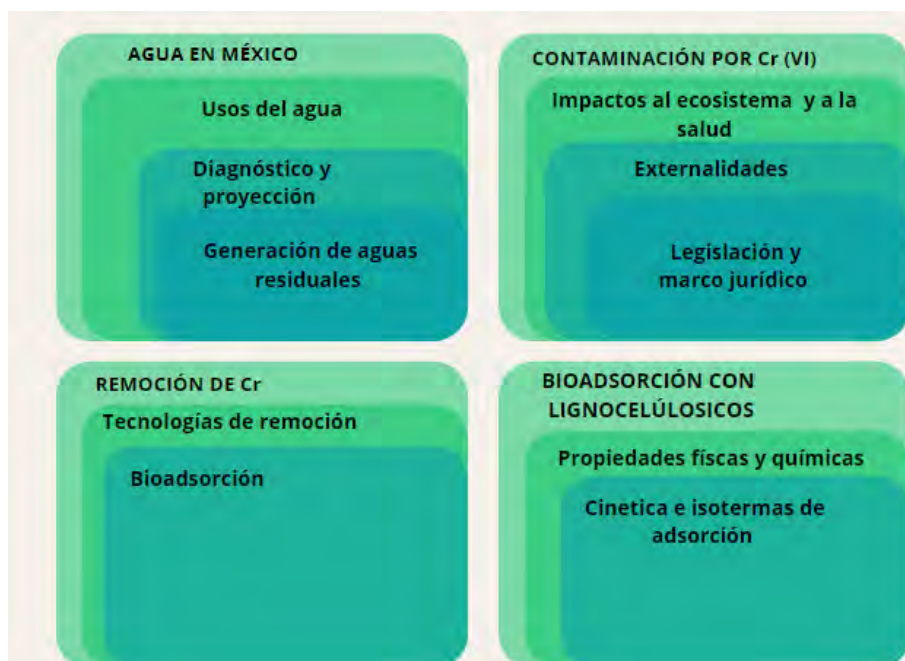 AGUA EN MÉXICO
Usos del agua
Diagnóstico y
proyección
Generación de aguas
residuales
CONTAMINACIÓN POR Cr (VI)
Impactos al ecosistema y a la
salud
Externalidades
Legislación y
marco jurídico
REMOCIÓN DE Cr
Tecnologías de remoción
Bioadsorción
BIOADSORCIÓN CON
LIGNOCELÚLOSICOS
Propiedades físcas y químicas
Cinetica e isotermas de
adsorción